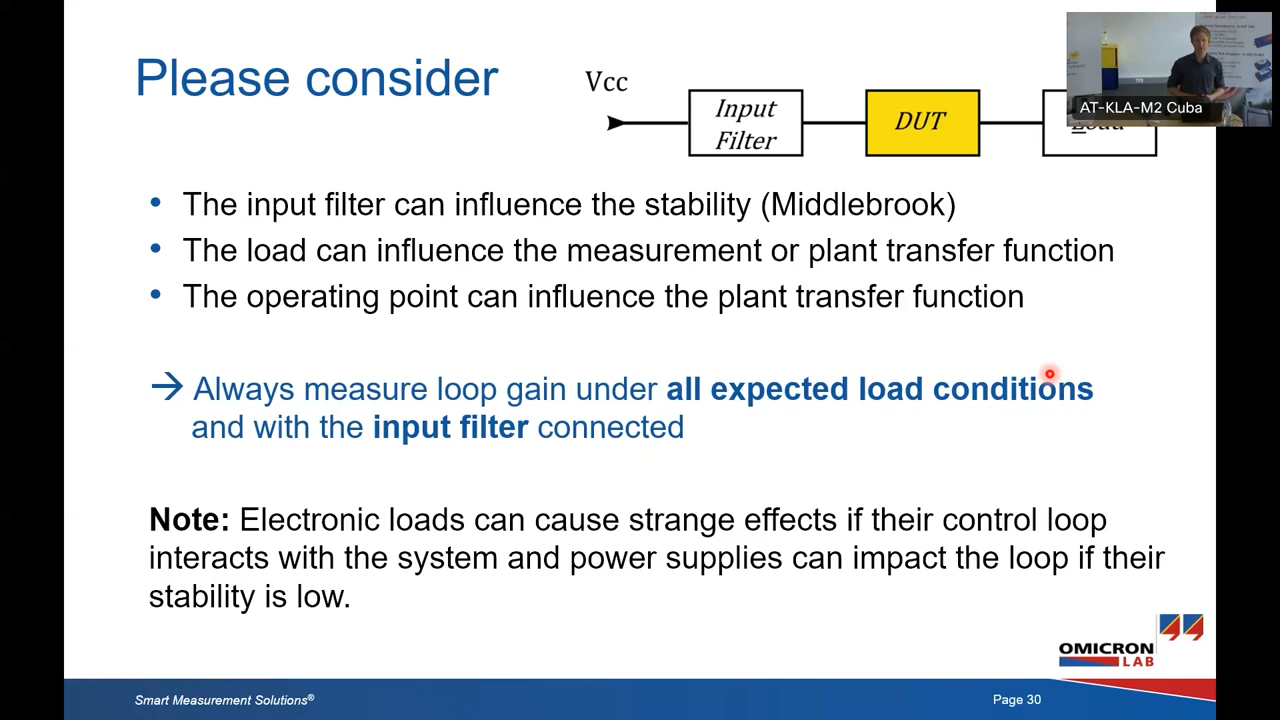 Please consider
Vcc
Input
Filter
DUT
AT-KLA-M2 Cuba
• The input filter can influence the stability (Middlebrook)
• The load can influence the measurement or plant transfer function
• The operating point can influence the plant transfer function
→ Always measure loop gain under all expected load conditions
and with the input filter connected
Note: Electronic loads can cause strange effects if their control loop
interacts with the system and power supplies can impact the loop if their
stability is low.
OMICRON
LAB
Smart Measurement Solutions®
Page 30